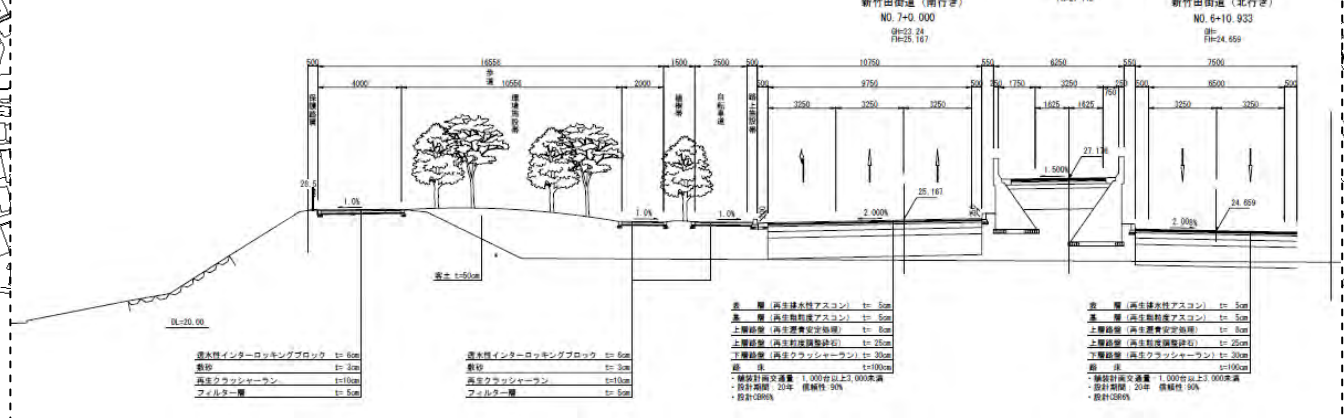 新竹田街道 (南行き)
NO. 7+0.000
GH=23.24
FH=25.167
新竹田街道 (北行き)
NO. 6+10.933
GH=
FH=24.659
500 16556 1500 2500 500 10750 550 6250 550 7500
歩道
4000 10556 2000 500 9750 500 250 1750 3250 250 500 6500 500
保護路肩
環境施設帯
植樹帯
自転車道
路上施設帯
3250 3250 3250
750
1625 1625
3250 3250
27.176
1.500%
20.5
1.0%
1.0%
1.0%
25.167
2.000%
24.659
2.00%
客土 t=50cm
DL=20.00
透水性インターロッキングブロック t= 6cm
敷砂 t= 3cm
再生クラッシャーラン t=10cm
フィルター層 t= 5cm
透水性インターロッキングブロック t= 6cm
敷砂 t= 3cm
再生クラッシャーラン t=10cm
フィルター層 t= 5cm
表 層 (再生排水性アスコン) t= 5cm
基 層 (再生粗粒度アスコン) t= 5cm
上層路盤 (再生瀝青安定処理) t= 8cm
上層路盤 (再生粒度調整砕石) t= 25cm
下層路盤 (再生クラッシャーラン) t= 30cm
路 床 t=100cm
・舗装計画交通量 1,000台以上3,000未満
・設計期間:20年 信頼性:90%
・設計CBR6%
表 層 (再生排水性アスコン) t= 5cm
基 層 (再生粗粒度アスコン) t= 5cm
上層路盤 (再生瀝青安定処理) t= 8cm
上層路盤 (再生粒度調整砕石) t= 25cm
下層路盤 (再生クラッシャーラン) t= 30cm
路 床 t=100cm
・舗装計画交通量 1,000台以上3,000未満
・設計期間:20年 信頼性:90%
・設計CBR6%